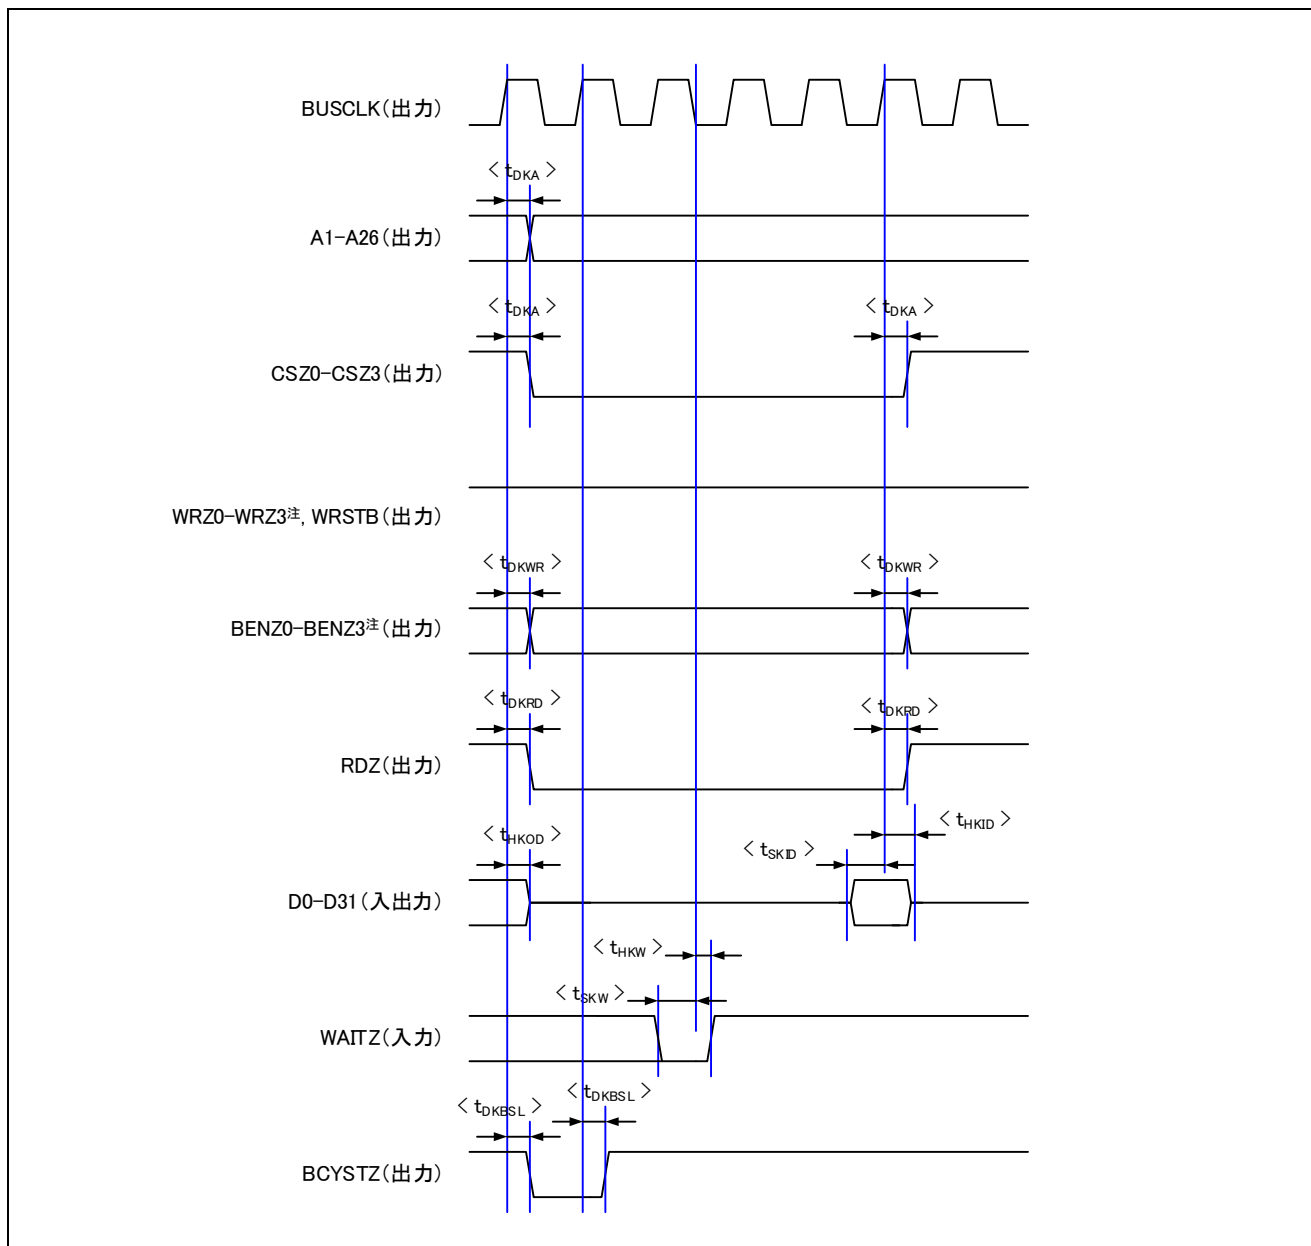 BUSCLK(出力)
< tDKA >
A1-A26(出力)
< tDKA > < tDKA >
CSZ0-CSZ3(出力)
WRZ0-WRZ3注, WRSTB(出力)
< tDKWR > < tDKWR >
BENZ0-BENZ3注(出力)
< tDKRD > < tDKRD >
RDZ(出力)
< tHKID >
< tHKOD > < tSKID >
D0-D31(入出力)
< tHKW >
< tSKW >
WAITZ(入力)
< tDKBSL >
< tDKBSL >
BCYSTZ(出力)